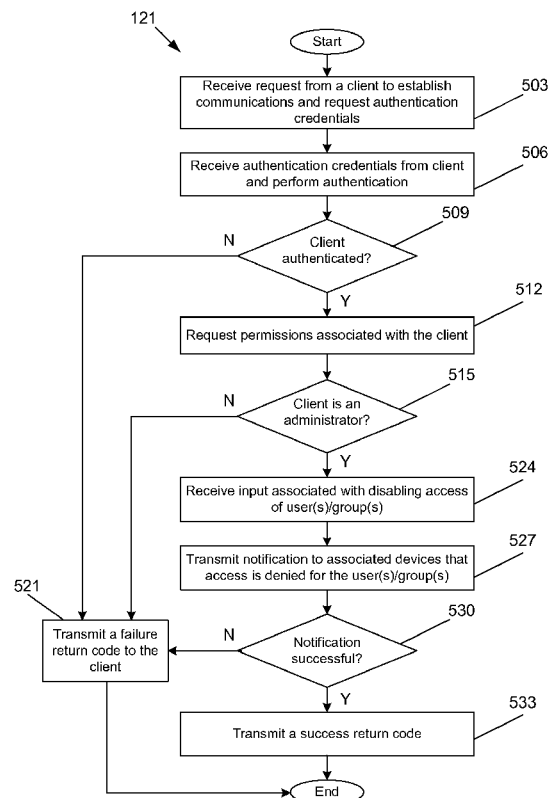 121
Start
Receive request from a client to establish
communications and request authentication
credentials
503
Receive authentication credentials from client
and perform authentication
506
509
N
Client
authenticated?
Y
Request permissions associated with the client
512
515
N
Client is an
administrator?
Y
Receive input associated with disabling access
of user(s)/group(s)
524
Transmit notification to associated devices that
access is denied for the user(s)/group(s)
527
521
Transmit a failure
return code to the
client
530
N
Notification
successful?
Y
Transmit a success return code
533
End